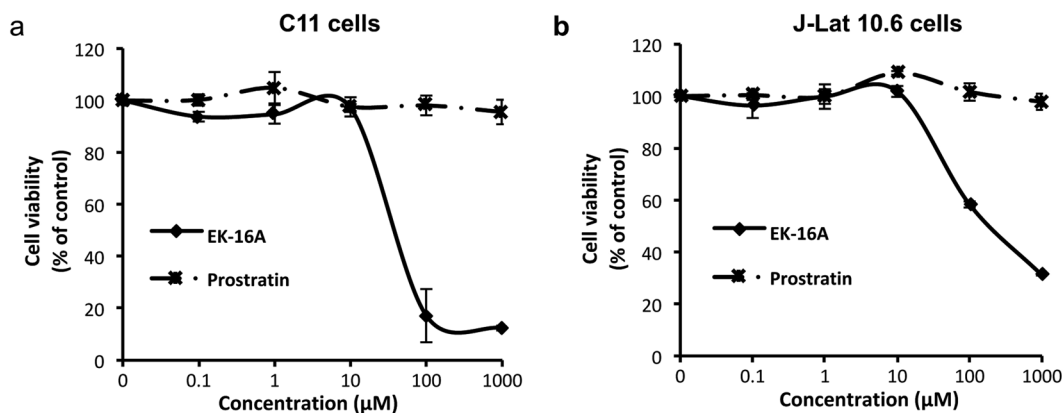 a
C11 cells
120
100
80
60
40
20
0
Cell viability
(% of control)
EK-16A
Prostratin
0 0.1 1 10 100 1000
Concentration (µM)
b
J-Lat 10.6 cells
120
100
80
60
40
20
0
Cell viability
(% of control)
EK-16A
Prostratin
0 0.1 1 10 100 1000
Concentration (µM)